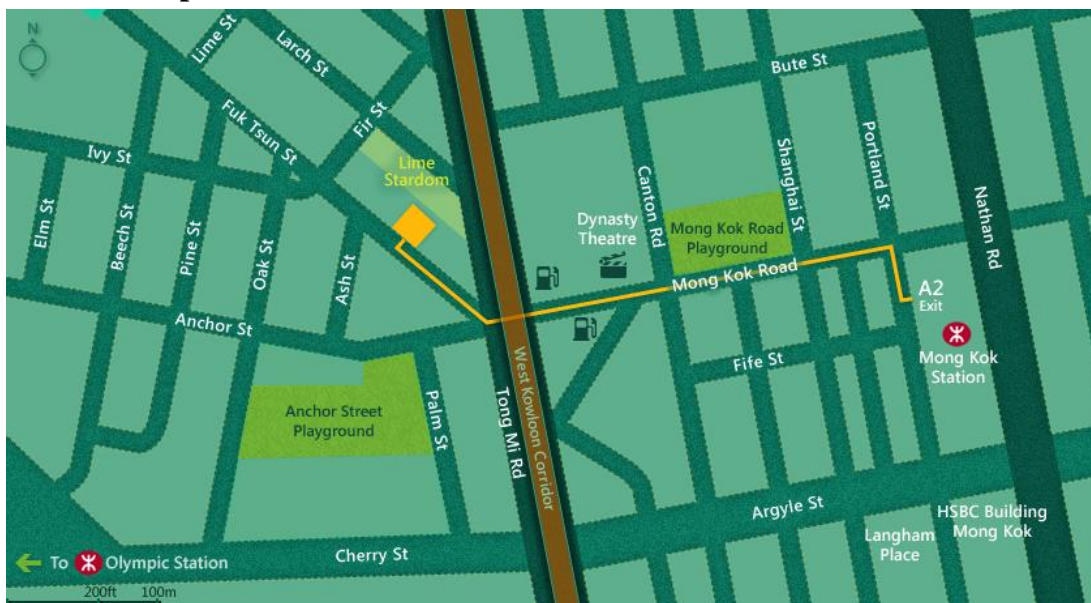 N
Lime St
Larch St
Bute St
Fuk Tsun St
Fir St
Ivy St
Lime
Stardom
Canton Rd
Shanghai St
Portland St
Nathan Rd
Elm St
Beech St
Pine St
Oak St
Ash St
Dynasty
Theatre
Mong Kok Road
Playground
Mong Kok Road
A2
Exit
Anchor St
Mong Kok
Station
Fife St
West Kowloon Corridor
Tong Mi Rd
Palm St
Anchor Street
Playground
Argyle St
HSBC Building
Mong Kok
Langham
Place
Cherry St
To Olympic Station
200ft 100m